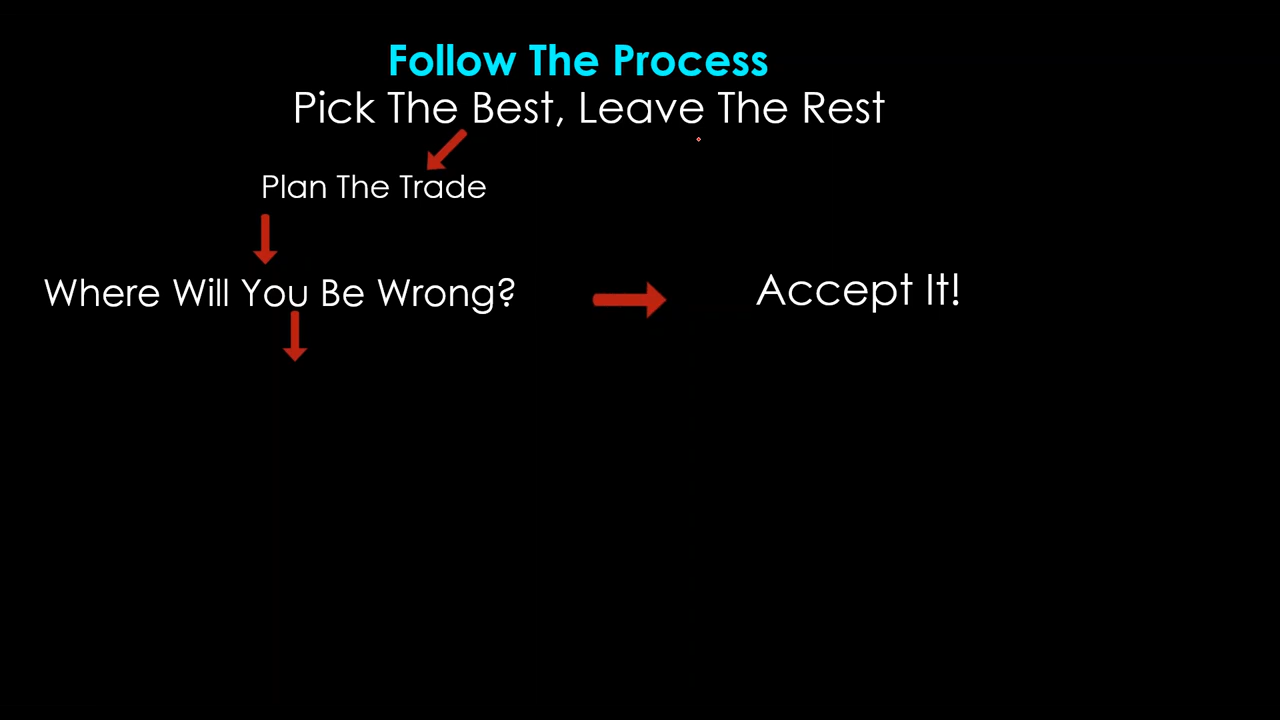 Follow The Process
Pick The Best, Leave The Rest
Plan The Trade
Where Will You Be Wrong?
Accept It!